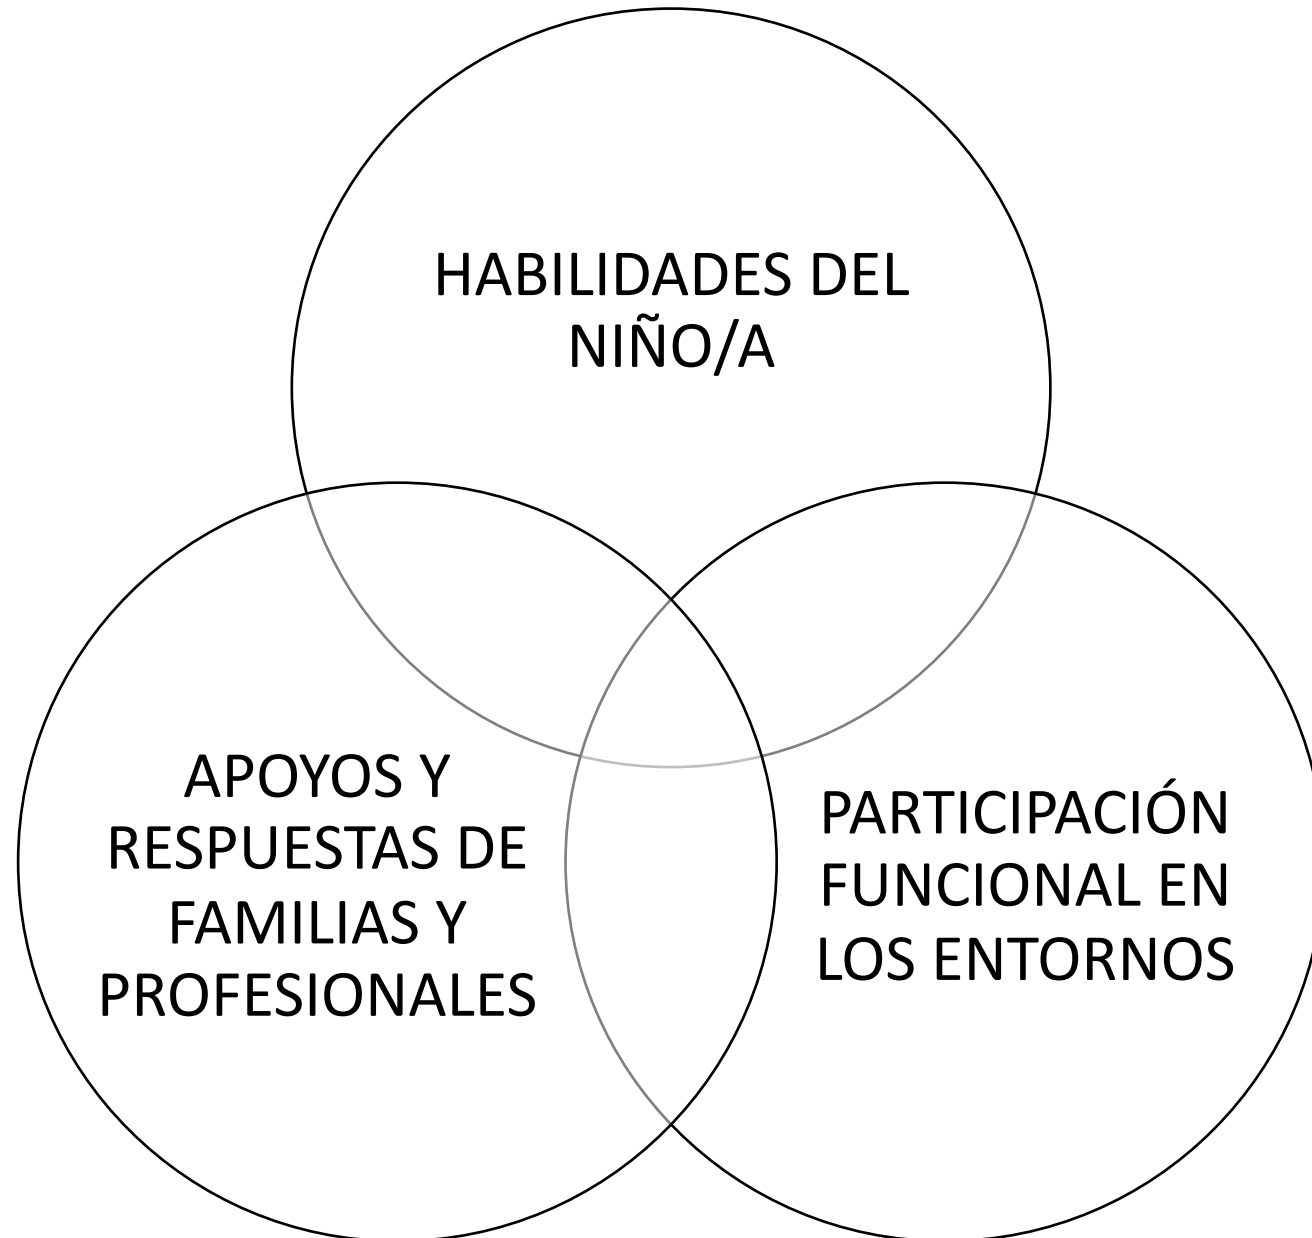 HABILIDADES DEL
NIÑO/A
APOYOS Y
RESPUESTAS DE
FAMILIAS Y
PROFESIONALES
PARTICIPACIÓN
FUNCIONAL EN
LOS ENTORNOS